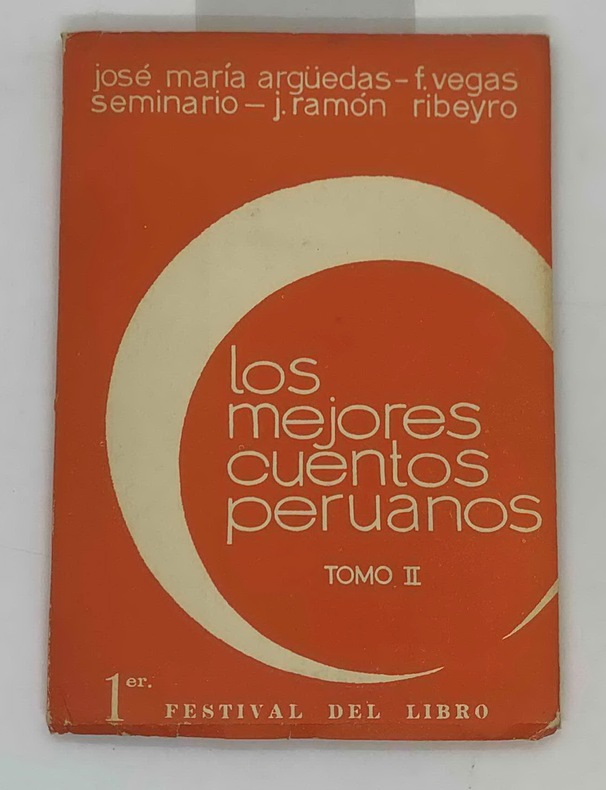 josé maría argüedas – f. vegas
seminario – j. ramón ribeyro
los
mejores
cuentos
peruanos
TOMO II
1er. FESTIVAL DEL LIBRO